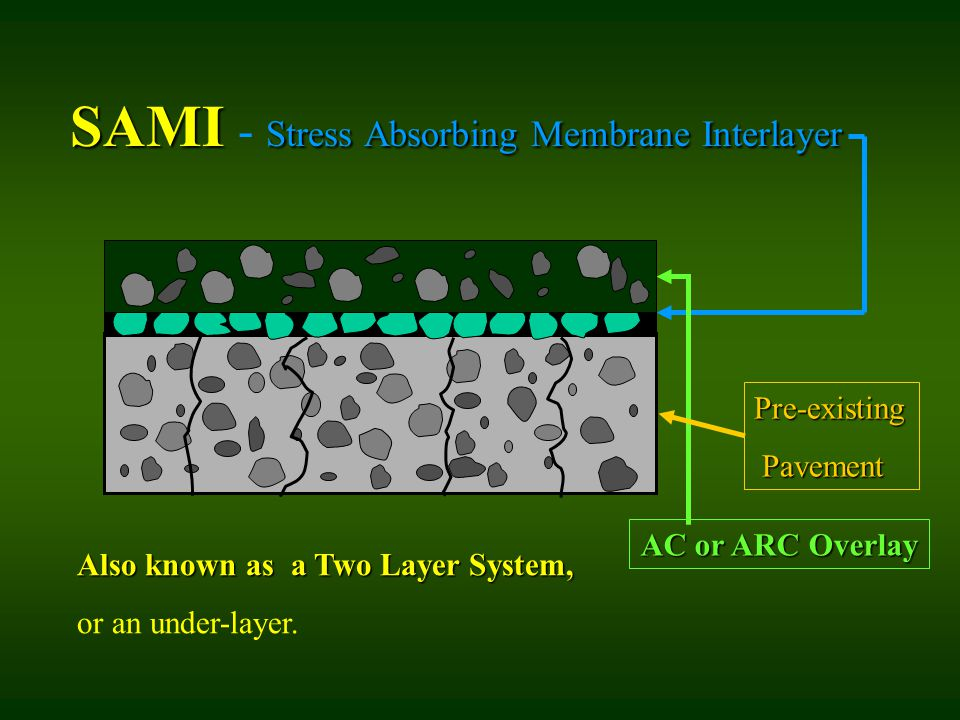 SAMI - Stress Absorbing Membrane Interlayer
Pre-existing
Pavement
AC or ARC Overlay
Also known as a Two Layer System,
or an under-layer.